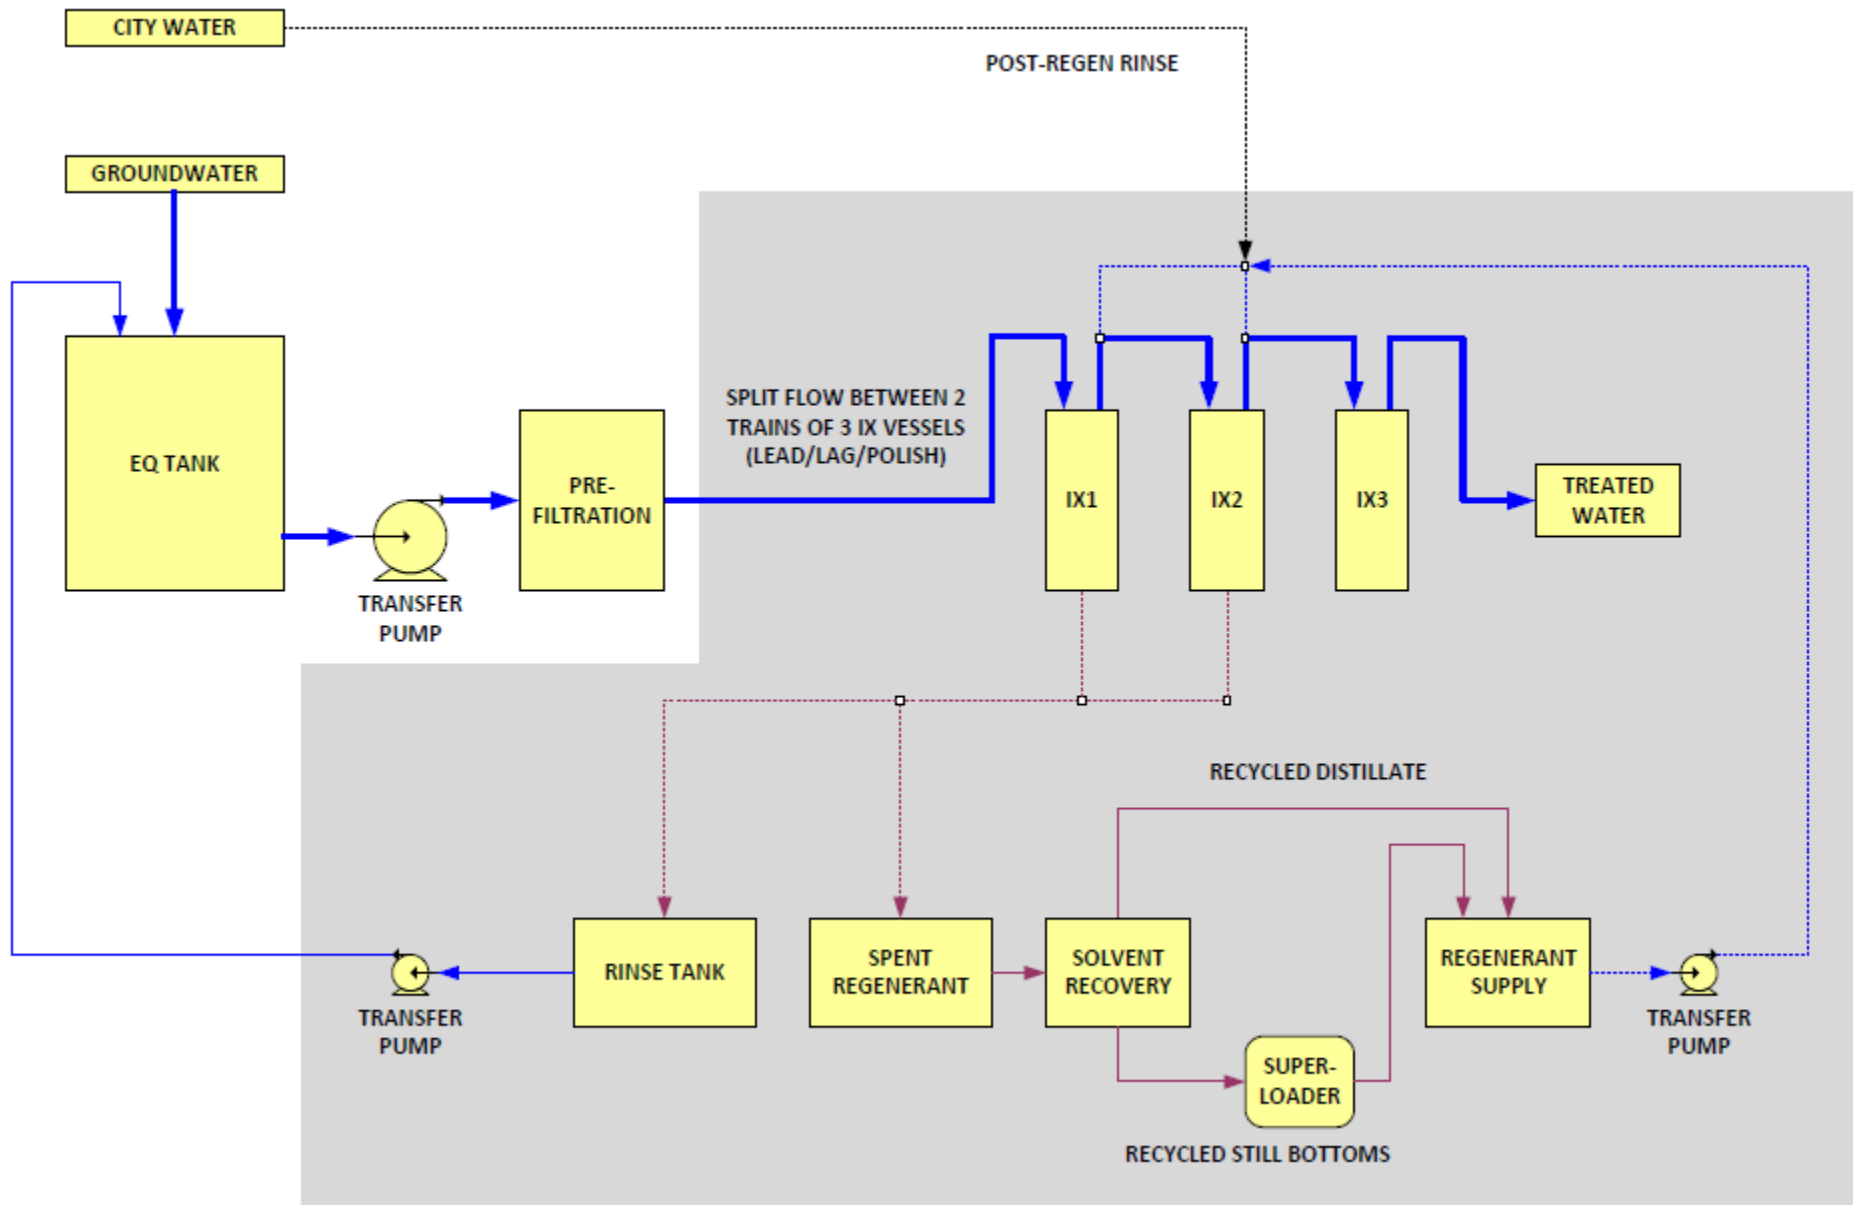 CITY WATER
POST-REGEN RINSE
GROUNDWATER
SPLIT FLOW BETWEEN 2
TRAINS OF 3 IX VESSELS
(LEAD/LAG/POLISH)
EQ TANK
PRE-
FILTRATION
IX1
IX2
IX3
TREATED
WATER
TRANSFER
PUMP
RECYCLED DISTILLATE
RINSE TANK
SPENT
REGENERANT
SOLVENT
RECOVERY
REGENERANT
SUPPLY
TRANSFER
PUMP
TRANSFER
PUMP
SUPER-
LOADER
RECYCLED STILL BOTTOMS